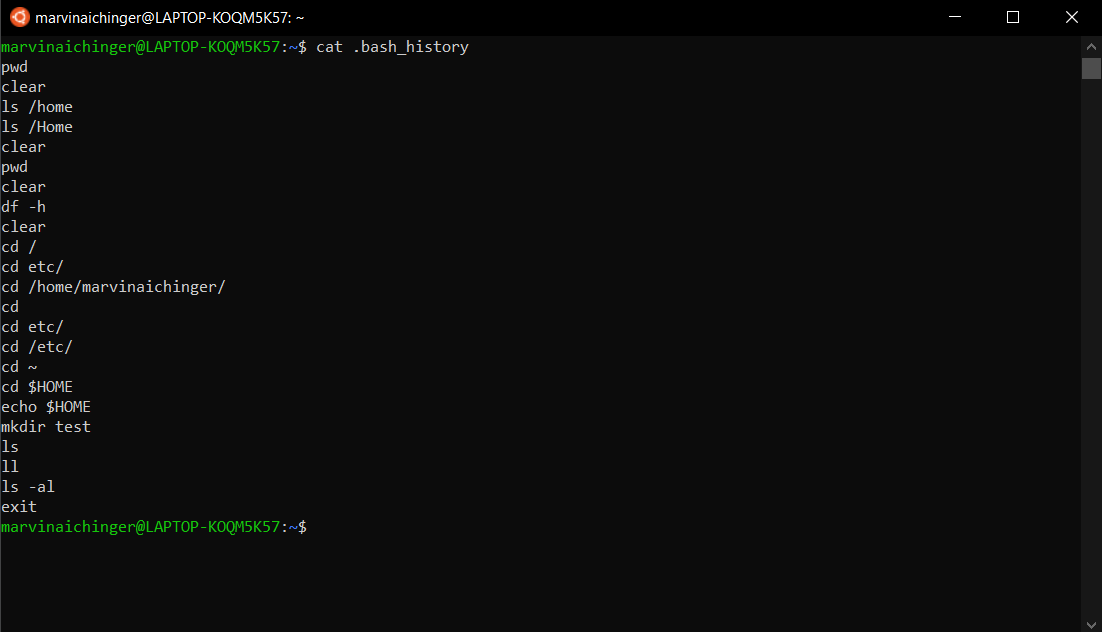 marvinaichinger@LAPTOP-KOQM5K57: ~
marvinaichinger@LAPTOP-KOQM5K57:~$ cat .bash_history
pwd
clear
ls /home
ls /Home
clear
pwd
clear
df -h
clear
cd /
cd etc/
cd /home/marvinaichinger/
cd
cd etc/
cd /etc/
cd ~
cd $HOME
echo $HOME
mkdir test
ls
ll
ls -al
exit
marvinaichinger@LAPTOP-KOQM5K57:~$